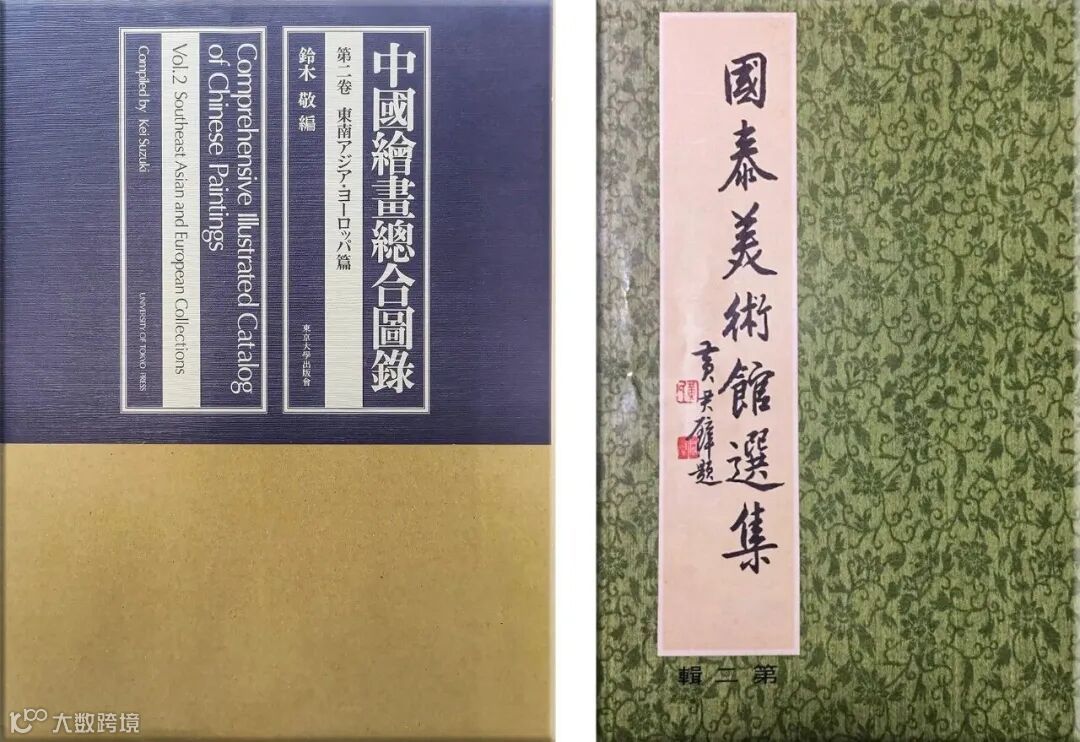 中國繪畫總合圖錄
第二卷 東南アジア・ヨーロッパ篇
鈴木 敬 編
東京大學出版會
Comprehensive Illustrated Catalog
of Chinese Paintings
Vol.2 Southeast Asian and European Collections
Compiled by Kei Suzuki
UNIVERSITY OF TOKYO PRESS
國泰美術館選集
黃君璧題
第二輯
大数跨境